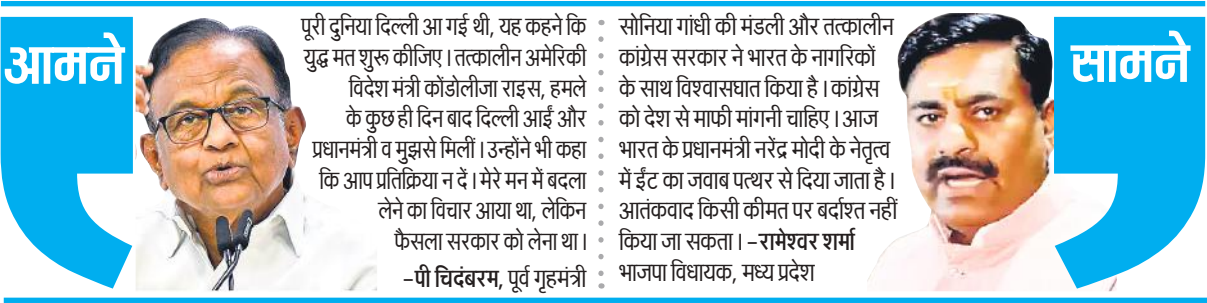 आमने
पूरी दुनिया दिल्ली आ गई थी, यह कहने कि
युद्ध मत शुरू कीजिए। तत्कालीन अमेरिकी
विदेश मंत्री कोंडोलीजा राइस, हमले
के कुछ ही दिन बाद दिल्ली आईं और
प्रधानमंत्री व मुझसे मिलीं। उन्होंने भी कहा
कि आप प्रतिक्रिया न दें। मेरे मन में बदला
लेने का विचार आया था, लेकिन
फैसला सरकार को लेना था।
–पी चिदंबरम, पूर्व गृहमंत्री
सोनिया गांधी की मंडली और तत्कालीन
कांग्रेस सरकार ने भारत के नागरिकों
के साथ विश्वासघात किया है। कांग्रेस
को देश से माफी मांगनी चाहिए। आज
भारत के प्रधानमंत्री नरेंद्र मोदी के नेतृत्व
में ईंट का जवाब पत्थर से दिया जाता है।
आतंकवाद किसी कीमत पर बर्दाश्त नहीं
किया जा सकता। –रामेश्वर शर्मा
भाजपा विधायक, मध्य प्रदेश
सामने